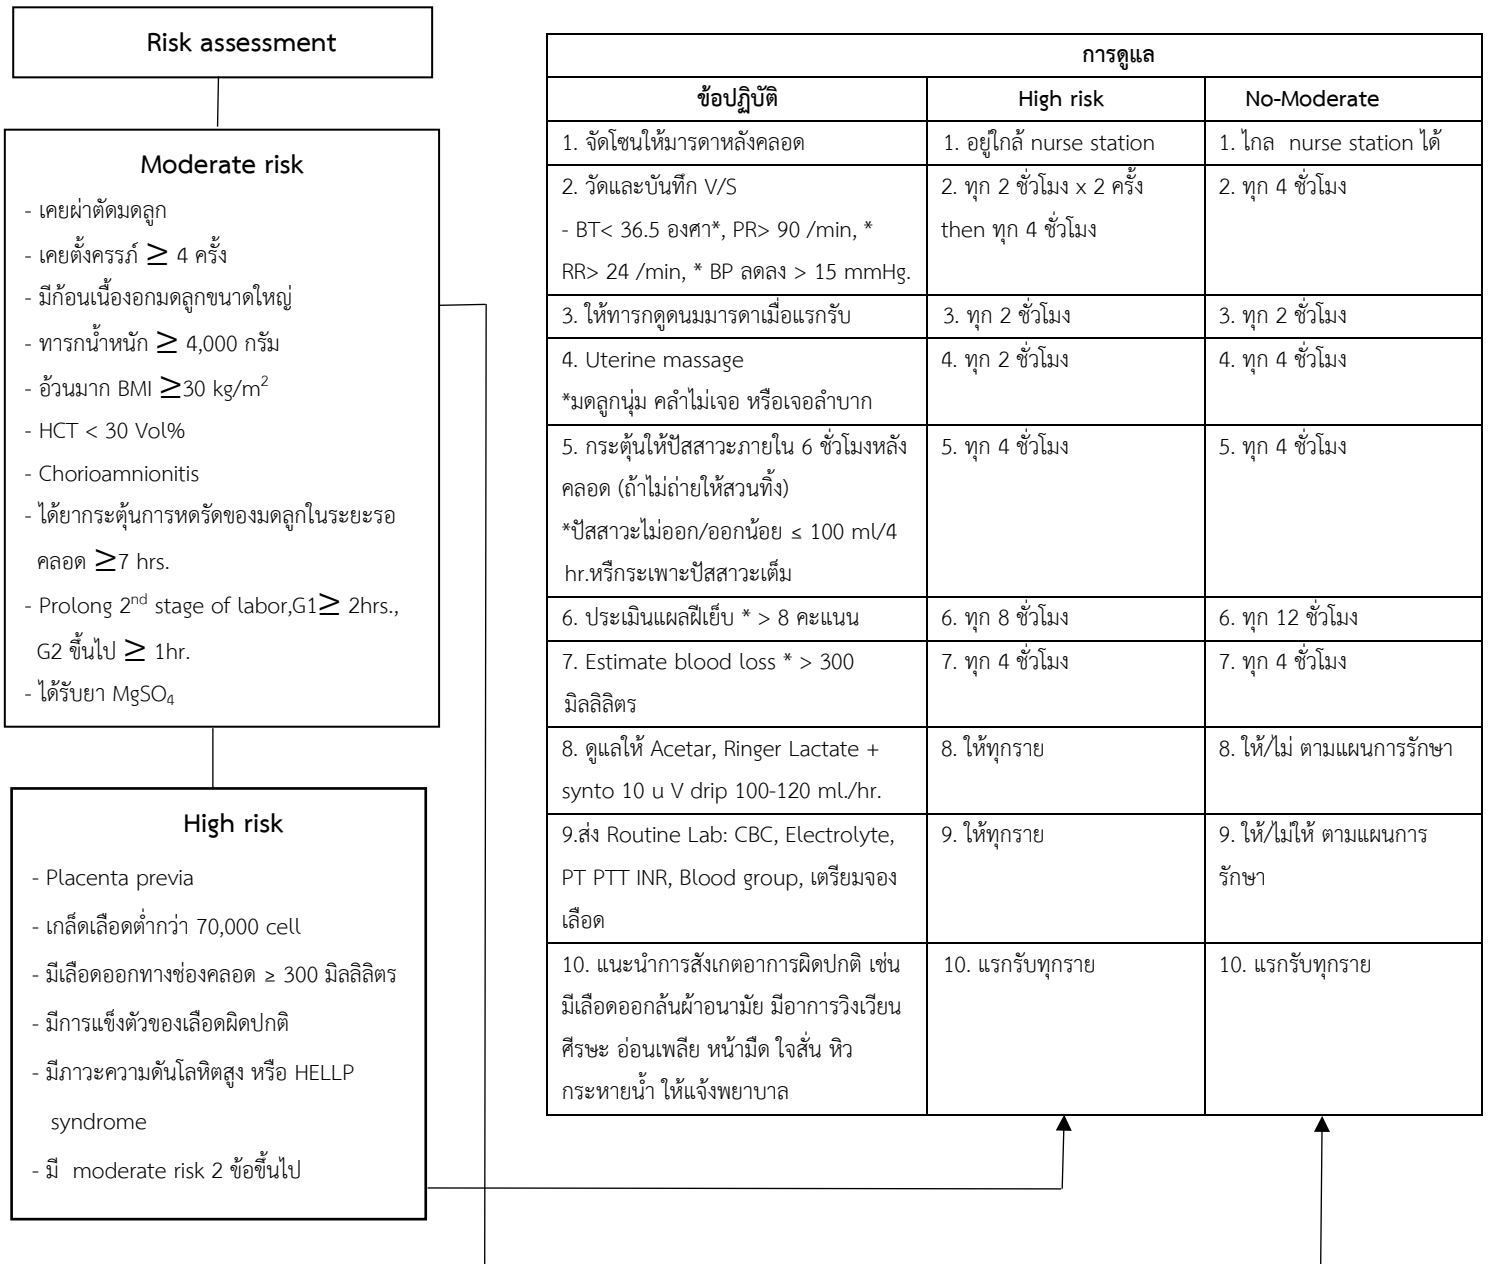 Risk assessment
Moderate risk
- เคยผ่าตัดมดลูก
- เคยตั้งครรภ์ ≥ 4 ครั้ง
- มีก้อนเนื้องอกมดลูกขนาดใหญ่
- ทารกน้ำหนัก ≥ 4,000 กรัม
- อ้วนมาก BMI ≥30 kg/m²
- HCT < 30 Vol%
- Chorioamnionitis
- ได้ยากระตุ้นการหดรัดของมดลูกในระยะรอ
คลอด ≥7 hrs.
- Prolong 2nd stage of labor,G1≥ 2hrs.,
G2 ขึ้นไป ≥ 1hr.
- ได้รับยา MgSO₄
High risk
- Placenta previa
- เกล็ดเลือดต่ำกว่า 70,000 cell
- มีเลือดออกทางช่องคลอด ≥ 300 มิลลิลิตร
- มีการแข็งตัวของเลือดผิดปกติ
- มีภาวะความดันโลหิตสูง หรือ HELLP
syndrome
- มี moderate risk 2 ข้อขึ้นไป
การดูแล
ข้อปฏิบัติ High risk No-Moderate
1. จัดโซนให้มารดาหลังคลอด 1. อยู่ใกล้ nurse station 1. ไกล nurse station ได้
2. วัดและบันทึก V/S 2. ทุก 2 ชั่วโมง x 2 ครั้ง 2. ทุก 4 ชั่วโมง
- BT< 36.5 องศา*, PR> 90 /min, * then ทุก 4 ชั่วโมง
RR> 24 /min, * BP ลดลง > 15 mmHg.
3. ให้ทารกดูดนมมารดาเมื่อแรกรับ 3. ทุก 2 ชั่วโมง 3. ทุก 2 ชั่วโมง
4. Uterine massage 4. ทุก 2 ชั่วโมง 4. ทุก 4 ชั่วโมง
*มดลูกนุ่ม คลำไม่เจอ หรือเจอลำบาก
5. กระตุ้นให้ปัสสาวะภายใน 6 ชั่วโมงหลัง 5. ทุก 4 ชั่วโมง 5. ทุก 4 ชั่วโมง
คลอด (ถ้าไม่ถ่ายให้สวนทิ้ง)
*ปัสสาวะไม่ออก/ออกน้อย ≤ 100 ml/4
hr.หรืกระเพาะปัสสาวะเต็ม
6. ประเมินแผลฝีเย็บ * > 8 คะแนน 6. ทุก 8 ชั่วโมง 6. ทุก 12 ชั่วโมง
7. Estimate blood loss * > 300 7. ทุก 4 ชั่วโมง 7. ทุก 4 ชั่วโมง
มิลลิลิตร
8. ดูแลให้ Acetar, Ringer Lactate + 8. ให้ทุกราย 8. ให้/ไม่ ตามแผนการรักษา
synto 10 u V drip 100-120 ml./hr.
9.ส่ง Routine Lab: CBC, Electrolyte, 9. ให้ทุกราย 9. ให้/ไม่ให้ ตามแผนการ
PT PTT INR, Blood group, เตรียมจอง รักษา
เลือด
10. แนะนำการสังเกตอาการผิดปกติ เช่น 10. แรกรับทุกราย 10. แรกรับทุกราย
มีเลือดออกล้นผ้าอนามัย มีอาการวิงเวียน
ศีรษะ อ่อนเพลีย หน้ามืด ใจสั่น หิว
กระหายน้ำ ให้แจ้งพยาบาล